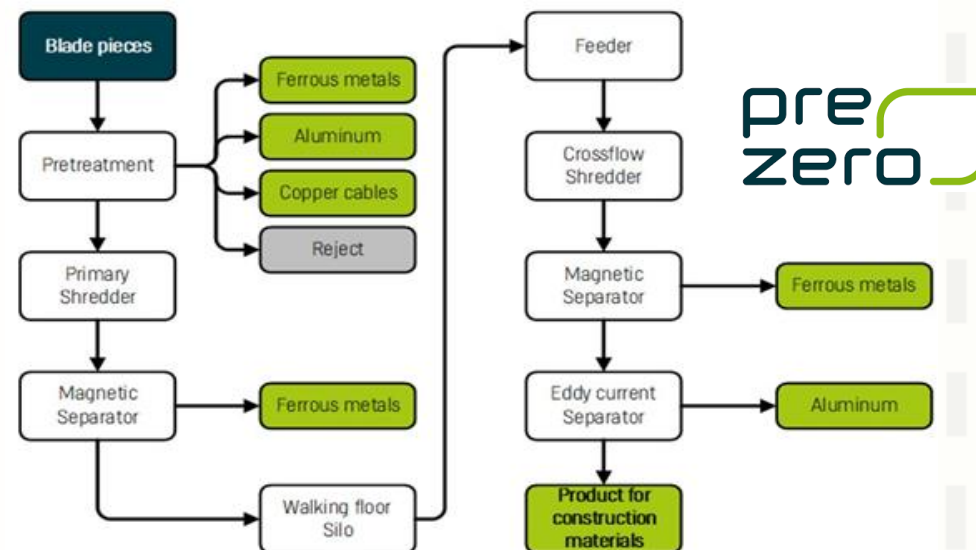 Blade pieces
Pretreatment
Ferrous metals
Aluminum
Copper cables
Reject
Primary
Shredder
Magnetic
Separator
Ferrous metals
Walking floor
Silo
Feeder
Crossflow
Shredder
Magnetic
Separator
Ferrous metals
Eddy current
Separator
Aluminum
Product for
construction
materials
pre
zero